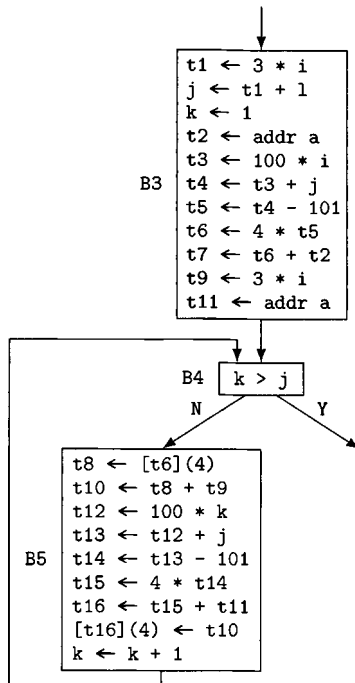 t1 ← 3 * i
j ← t1 + l
k ← 1
t2 ← addr a
t3 ← 100 * i
B3
t4 ← t3 + j
t5 ← t4 - 101
t6 ← 4 * t5
t7 ← t6 + t2
t9 ← 3 * i
t11 ← addr a
B4 k > j
N Y
t8 ← [t6](4)
t10 ← t8 + t9
t12 ← 100 * k
t13 ← t12 + j
B5 t14 ← t13 - 101
t15 ← 4 * t14
t16 ← t15 + t11
[t16](4) ← t10
k ← k + 1